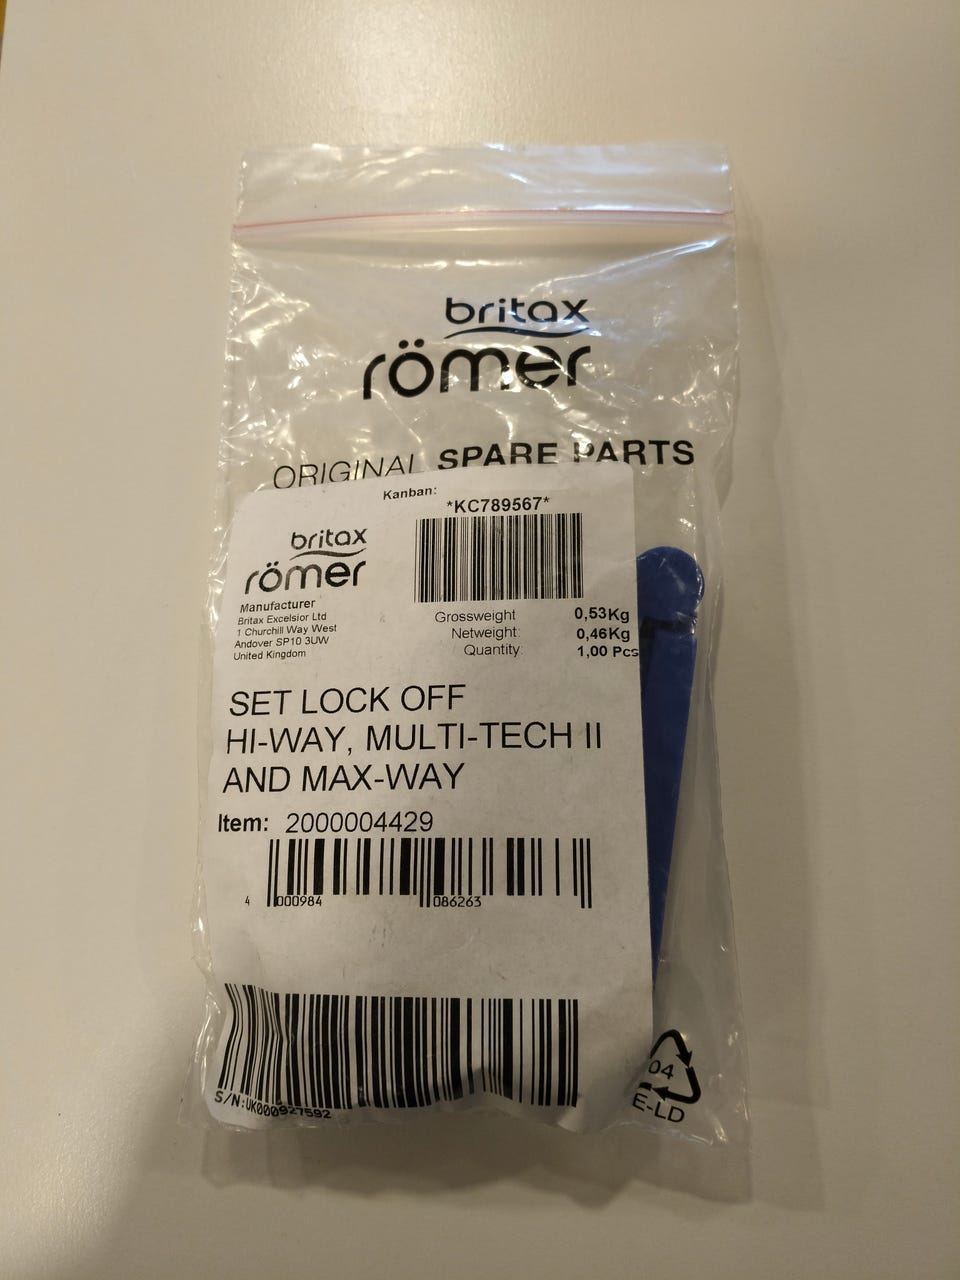 britax
römer
ORIGINAL SPARE PARTS
Kanban:
*KC789567*
britax
römer
Manufacturer
Britax Excelsior Ltd
1 Churchill Way West
Andover SP10 3UW
United Kingdom
Grossweight 0,53Kg
Netweight: 0,46Kg
Quantity: 1,00 Pcs
SET LOCK OFF
HI-WAY, MULTI-TECH II
AND MAX-WAY
Item: 2000004429
4 000984 086263
S/N:UK000927592
04
E-LD